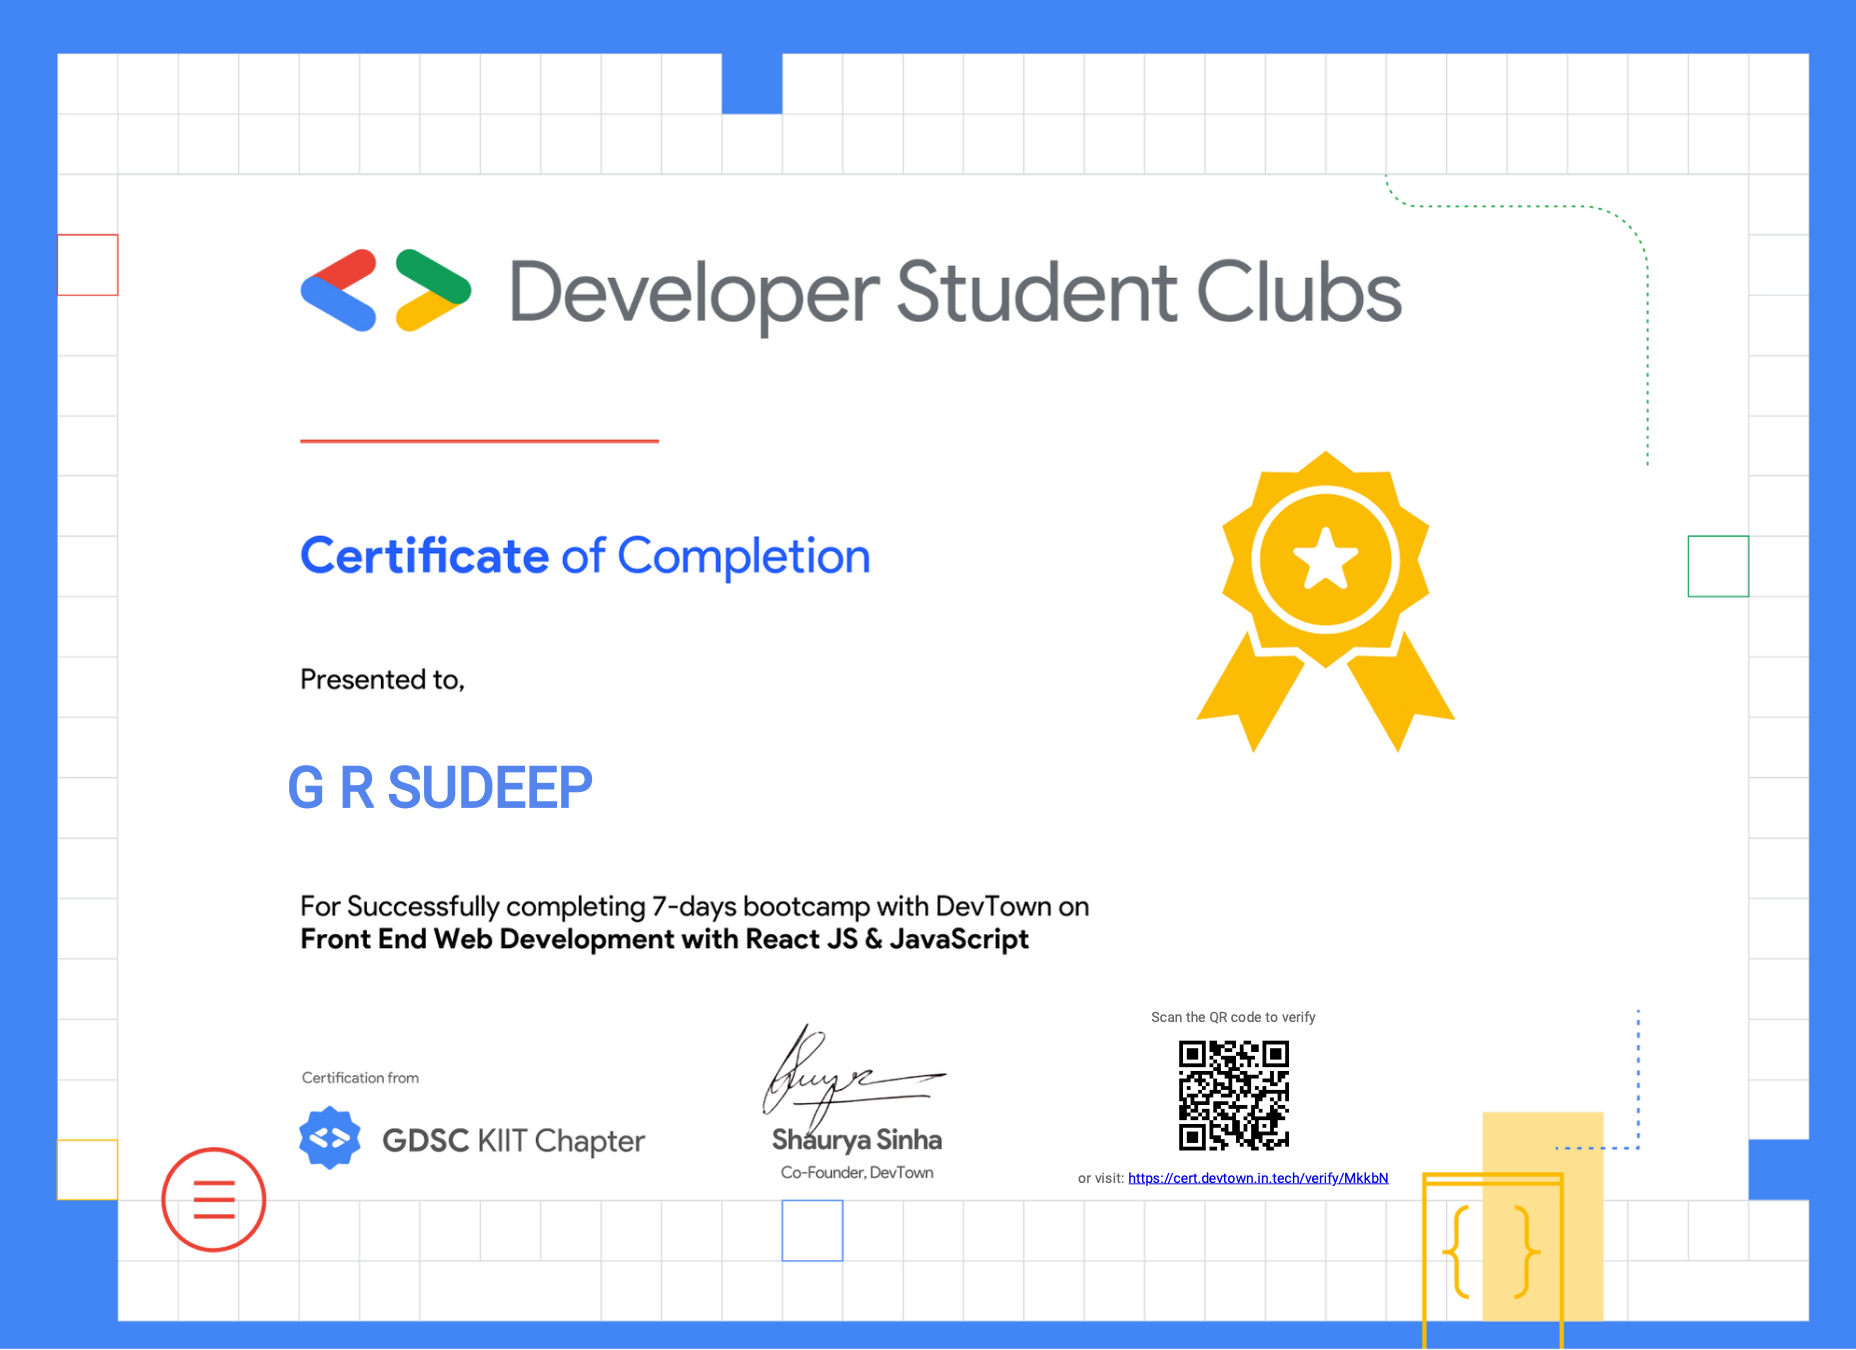 Developer Student Clubs
Certificate of Completion
Presented to,
G R SUDEEP
For Successfully completing 7-days bootcamp with DevTown on
Front End Web Development with React JS & JavaScript
Certification from
GDSC KIIT Chapter
Shaurya Sinha
Co-Founder, DevTown
Scan the QR code to verify
or visit: https://cert.devtown.in.tech/verify/MkkbN
{ }